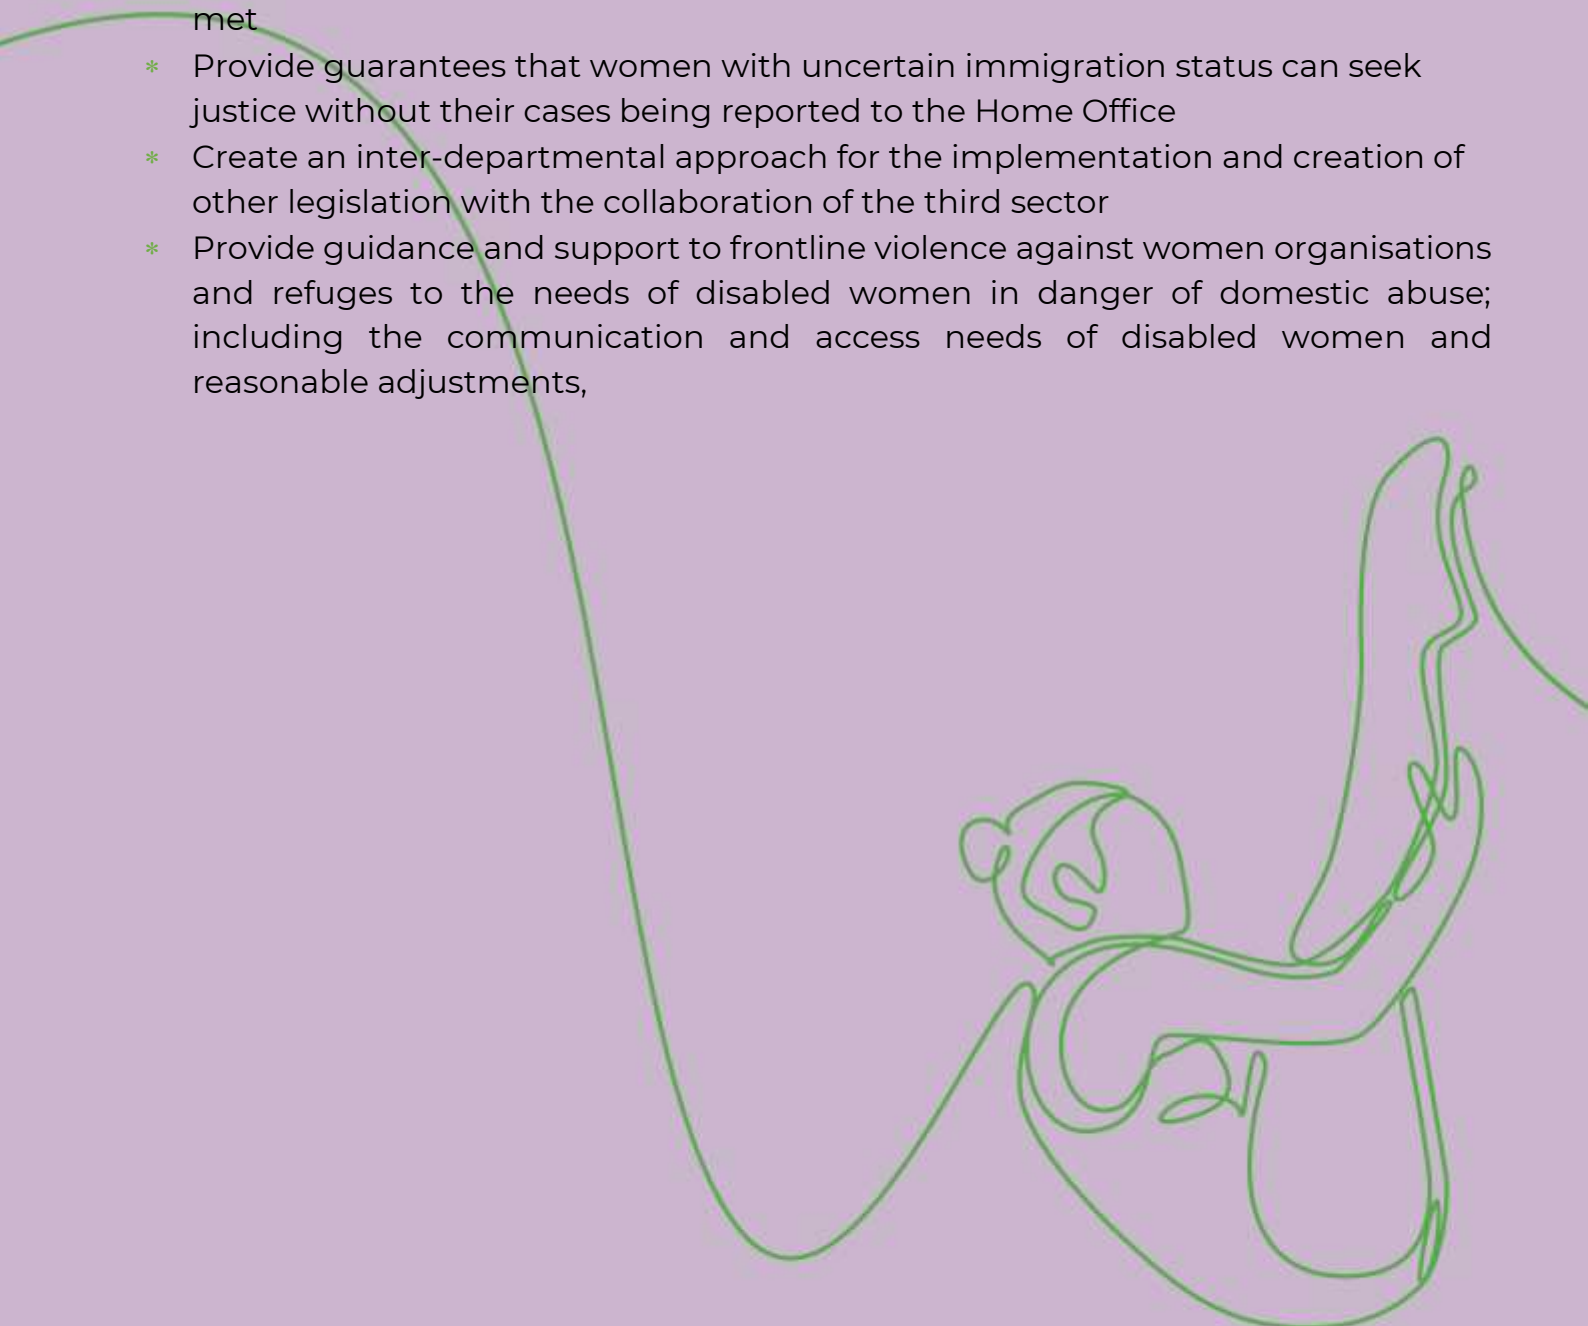 met
* Provide guarantees that women with uncertain immigration status can seek
justice without their cases being reported to the Home Office
* Create an inter-departmental approach for the implementation and creation of
other legislation with the collaboration of the third sector
* Provide guidance and support to frontline violence against women organisations
and refuges to the needs of disabled women in danger of domestic abuse;
including the communication and access needs of disabled women and
reasonable adjustments,